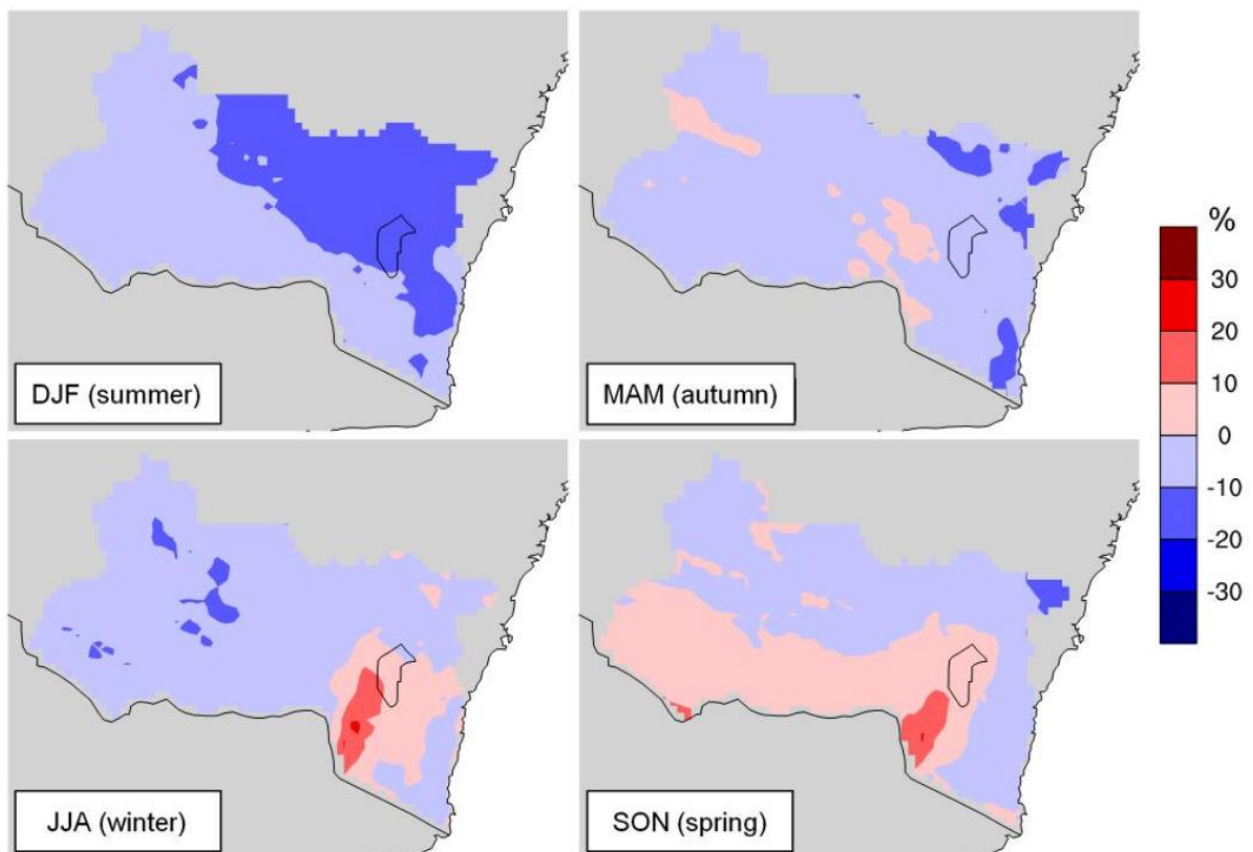 DJF (summer)
MAM (autumn)
%
30
20
10
0
-10
-20
-30
JJA (winter)
SON (spring)